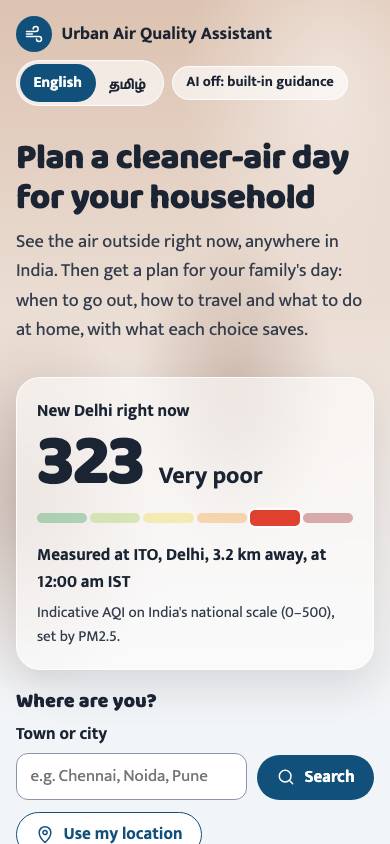 Urban Air Quality Assistant
English
தமிழ்
AI off: built-in guidance
Plan a cleaner-air day
for your household
See the air outside right now, anywhere in
India. Then get a plan for your family's day:
when to go out, how to travel and what to do
at home, with what each choice saves.
New Delhi right now
323 Very poor
Measured at ITO, Delhi, 3.2 km away, at
12:00 am IST
Indicative AQI on India's national scale (0–500),
set by PM2.5.
Where are you?
Town or city
e.g. Chennai, Noida, Pune
Search
Use my location